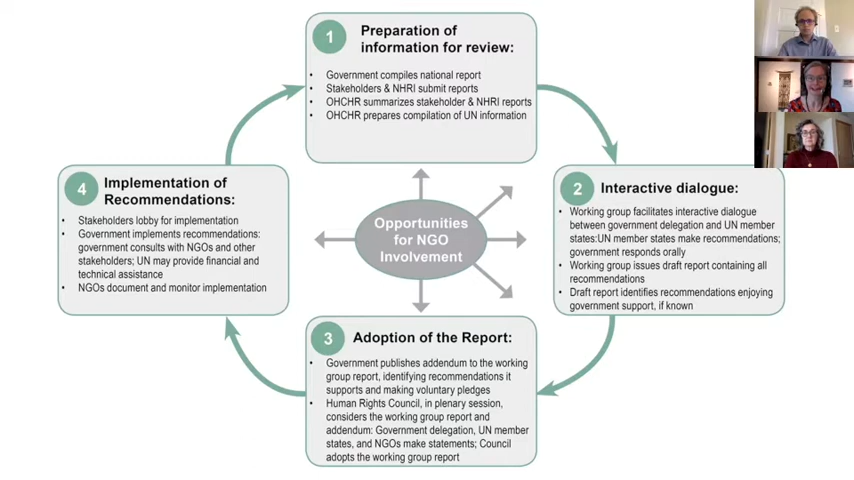 1
Preparation of
information for review:
• Government compiles national report
• Stakeholders & NHRI submit reports
• OHCHR summarizes stakeholder & NHRI reports
• OHCHR prepares compilation of UN information
2
Interactive dialogue:
• Working group facilitates interactive dialogue
between government delegation and UN member
states:UN member states make recommendations;
government responds orally
• Working group issues draft report containing all
recommendations
• Draft report identifies recommendations enjoying
government support, if known
3
Adoption of the Report:
• Government publishes addendum to the working
group report, identifying recommendations it
supports and making voluntary pledges
• Human Rights Council, in plenary session,
considers the working group report and
addendum: Government delegation, UN member
states, and NGOs make statements; Council
adopts the working group report
4
Implementation of
Recommendations:
• Stakeholders lobby for implementation
• Government implements recommendations:
government consults with NGOs and other
stakeholders; UN may provide financial and
technical assistance
• NGOs document and monitor implementation
Opportunities
for NGO
Involvement